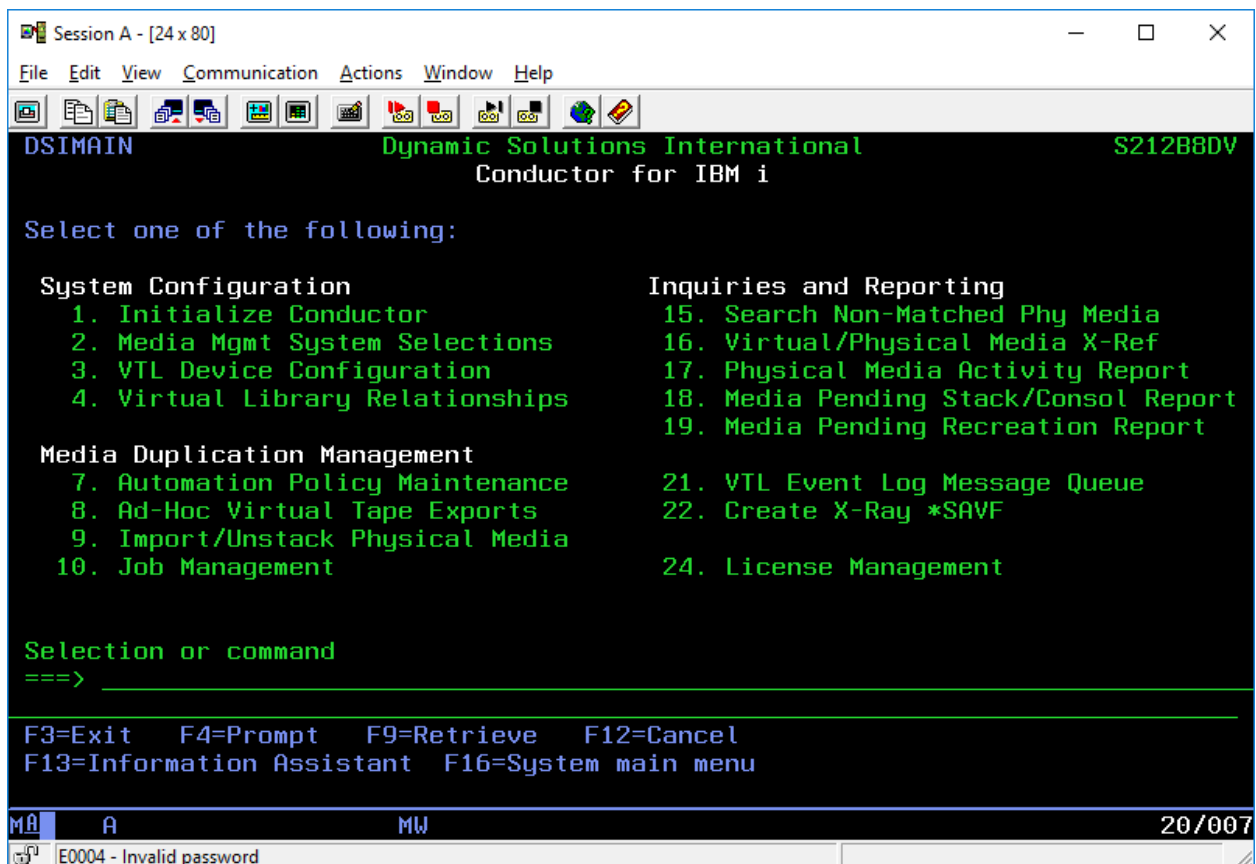 Session A - [24 x 80]
File Edit View Communication Actions Window Help
DSIMAIN Dynamic Solutions International S212B8DV
Conductor for IBM i
Select one of the following:
System Configuration Inquiries and Reporting
1. Initialize Conductor 15. Search Non-Matched Phy Media
2. Media Mgmt System Selections 16. Virtual/Physical Media X-Ref
3. VTL Device Configuration 17. Physical Media Activity Report
4. Virtual Library Relationships 18. Media Pending Stack/Consol Report
19. Media Pending Recreation Report
Media Duplication Management
7. Automation Policy Maintenance 21. VTL Event Log Message Queue
8. Ad-Hoc Virtual Tape Exports 22. Create X-Ray *SAVF
9. Import/Unstack Physical Media
10. Job Management 24. License Management
Selection or command
===>
F3=Exit F4=Prompt F9=Retrieve F12=Cancel
F13=Information Assistant F16=System main menu
MA A MW 20/007
E0004 - Invalid password